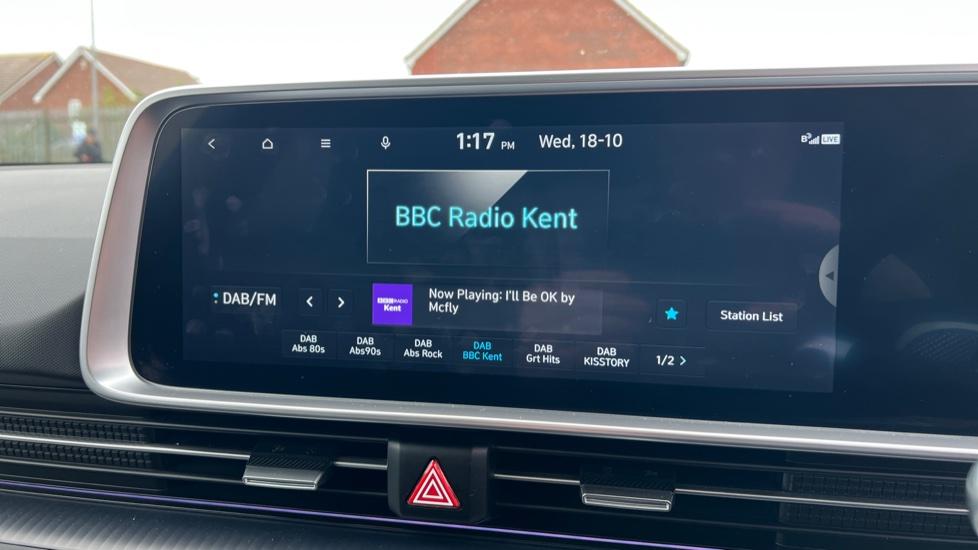 1:17 PM Wed, 18-10
B LIVE
BBC Radio Kent
DAB/FM
BBC RADIO
Kent
Now Playing: I'll Be OK by
Mcfly
Station List
DAB
Abs 80s
DAB
Abs90s
DAB
Abs Rock
DAB
BBC Kent
DAB
Grt Hits
DAB
KISSTORY
1/2 >